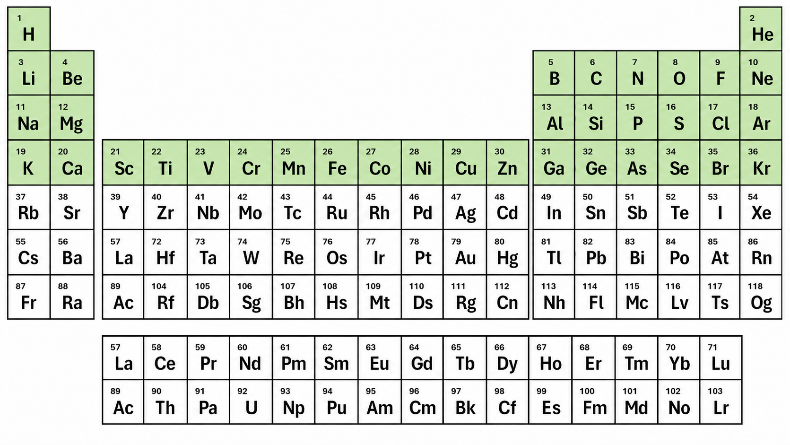 1 2
H He
3 4 5 6 7 8 9 10
Li Be B C N O F Ne
11 12 13 14 15 16 17 18
Na Mg Al Si P S Cl Ar
19 20 21 22 23 24 25 26 27 28 29 30 31 32 33 34 35 36
K Ca Sc Ti V Cr Mn Fe Co Ni Cu Zn Ga Ge As Se Br Kr
37 38 39 40 41 42 43 44 45 46 47 48 49 50 51 52 53 54
Rb Sr Y Zr Nb Mo Tc Ru Rh Pd Ag Cd In Sn Sb Te I Xe
55 56 57 72 73 74 75 76 77 78 79 80 81 82 83 84 85 86
Cs Ba La Hf Ta W Re Os Ir Pt Au Hg Tl Pb Bi Po At Rn
87 88 89 104 105 106 107 108 109 110 111 112 113 114 115 116 117 118
Fr Ra Ac Rf Db Sg Bh Hs Mt Ds Rg Cn Nh Fl Mc Lv Ts Og
57 58 59 60 61 62 63 64 65 66 67 68 69 70 71
La Ce Pr Nd Pm Sm Eu Gd Tb Dy Ho Er Tm Yb Lu
89 90 91 92 93 94 95 96 97 98 99 100 101 102 103
Ac Th Pa U Np Pu Am Cm Bk Cf Es Fm Md No Lr